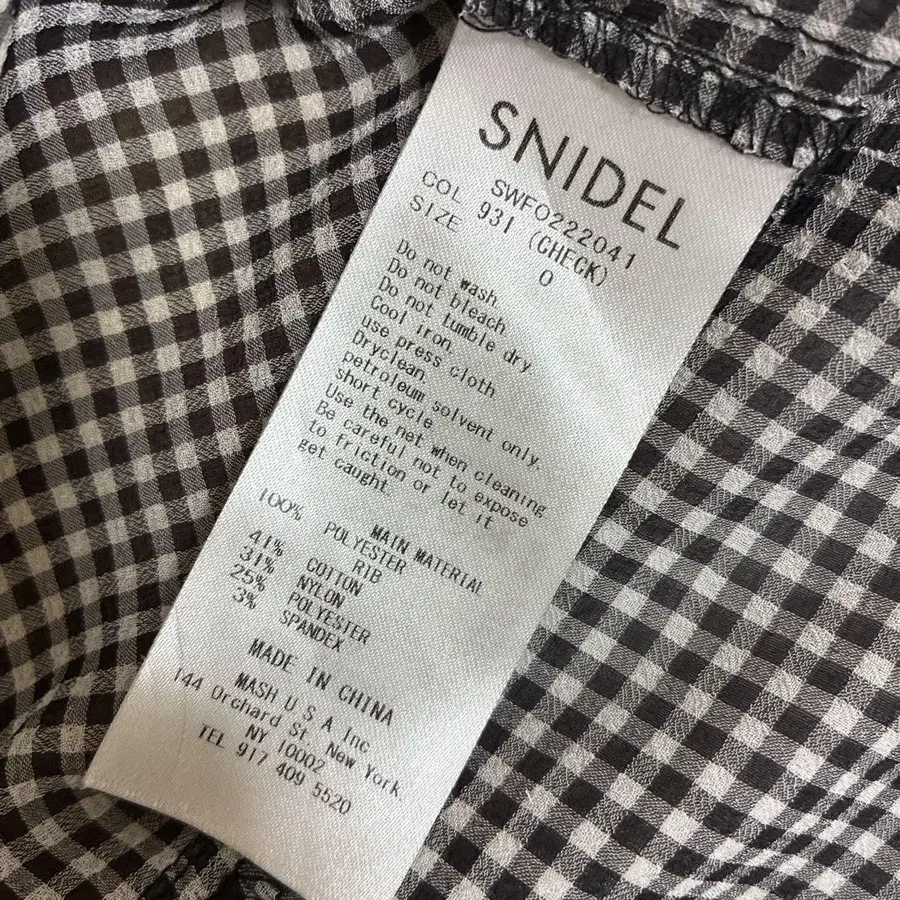 SNIDEL
SWFO222041
COL 931 (CHECK)
SIZE 0
Do not wash.
Do not bleach
Do not tumble dry
Cool iron.
use press cloth
Dryclean.
petroleum solvent only.
short cycle
Use the net when cleaning
Be careful not to expose
to friction or let it
get caught.
MAIN MATERIAL
100% POLYESTER
RIB
41% COTTON
31% NYLON
25% POLYESTER
3% SPANDEX
MADE IN CHINA
MASH U S A Inc
144 Orchard St. New York.
NY 10002
TEL 917 409 5520